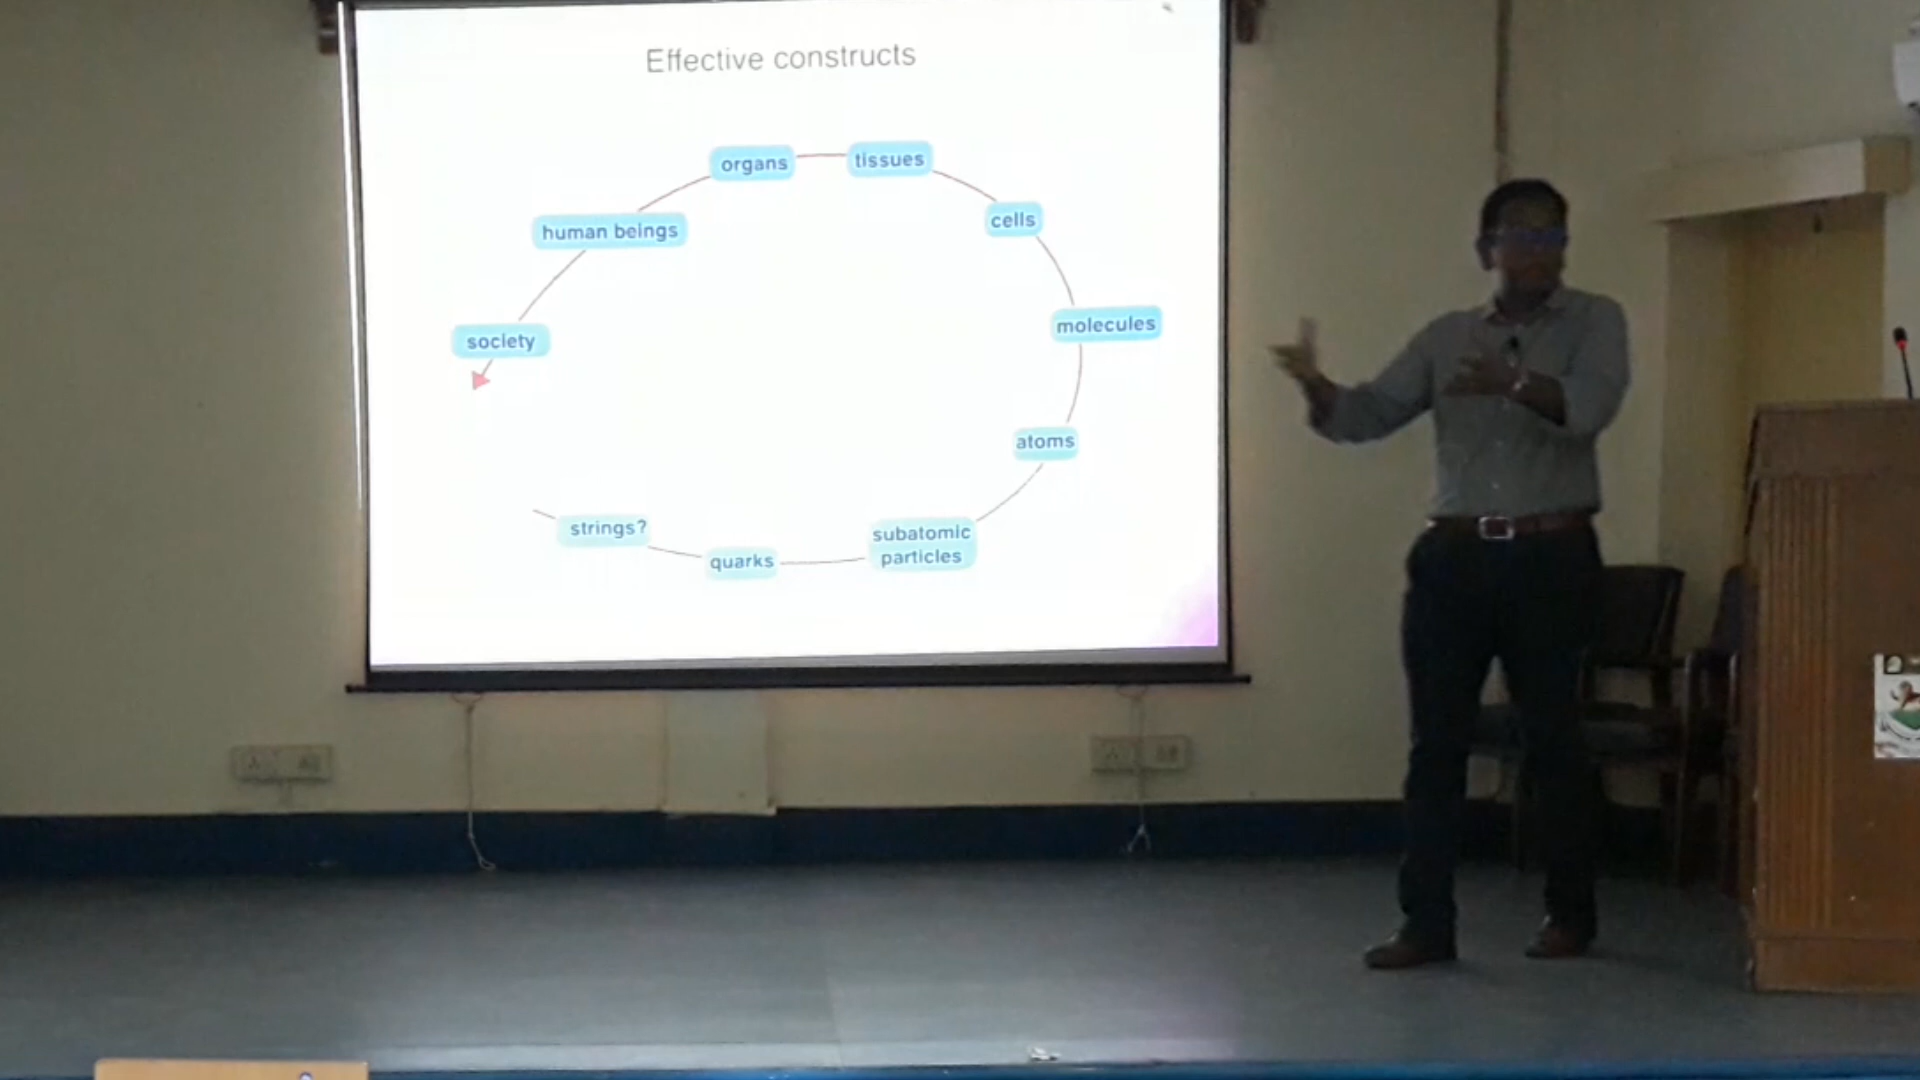 Effective constructs
organs
tissues
cells
human beings
molecules
society
atoms
strings?
quarks
subatomic
particles